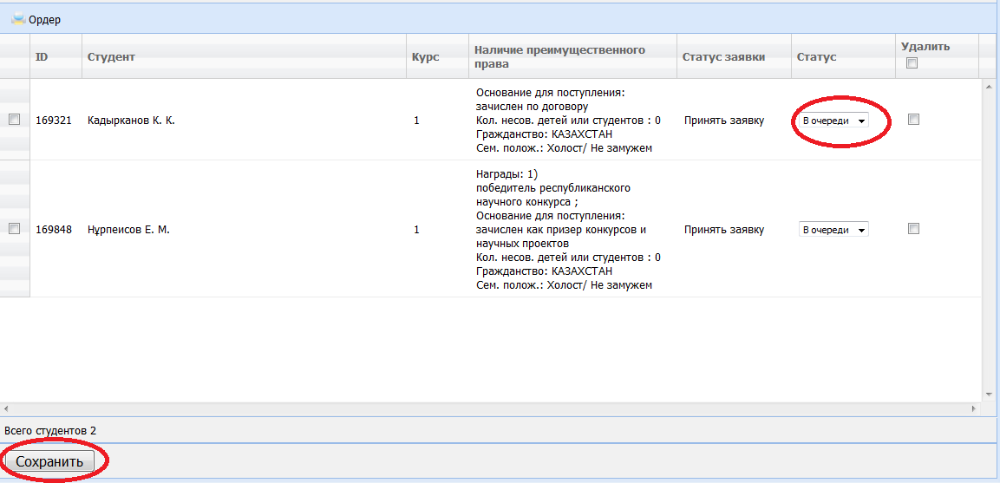 Ордер
ID Студент Курс Наличие преимущественного права Статус заявки Статус Удалить
169321 Кадырканов К. К. 1
Основание для поступления:
зачислен по договору
Кол. несов. детей или студентов : 0
Гражданство: КАЗАХСТАН
Сем. полож.: Холост/ Не замужем
Принять заявку В очереди
169848 Нұрпеисов Е. М. 1
Награды: 1)
победитель республиканского
научного конкурса ;
Основание для поступления:
зачислен как призер конкурсов и
научных проектов
Кол. несов. детей или студентов : 0
Гражданство: КАЗАХСТАН
Сем. полож.: Холост/ Не замужем
Принять заявку В очереди
Всего студентов 2
Сохранить